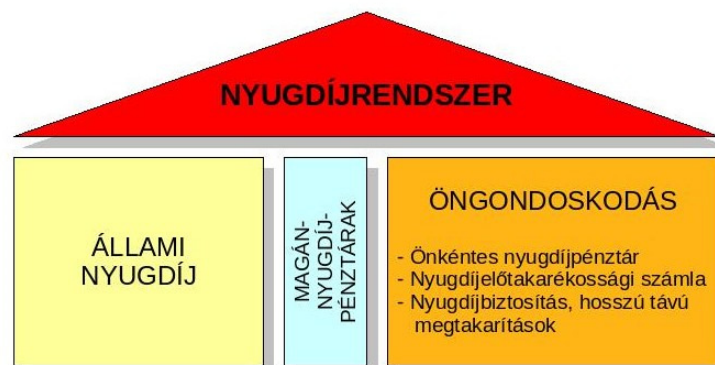 NYUGDÍJRENDSZER
ÁLLAMI
NYUGDÍJ
MAGÁN-
NYUGDÍJ-
PÉNZTÁRAK
ÖNGONDOSKODÁS
- Önkéntes nyugdíjpénztár
- Nyugdíjelőtakarékossági számla
- Nyugdíjbiztosítás, hosszú távú
megtakarítások